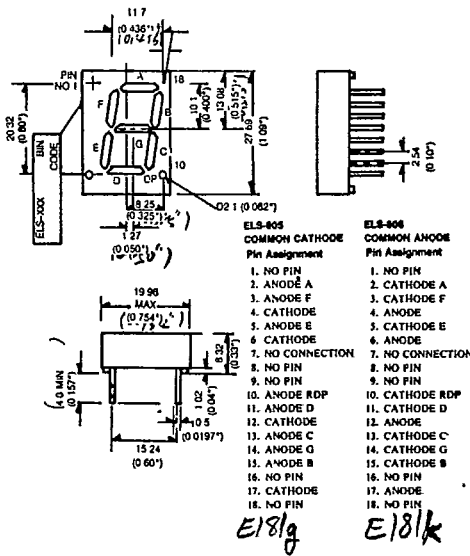 11.7
(0.436")
PIN
NO 1
18
A
F
B
G
E
C
D
DP
10
10.1
(0.400")
13.08
(0.515")
27.69
(1.09")
20.32
(0.80")
BIN
CODE
ELS-XXX
8.25
(0.325")
1.27
(0.050")
O2.1 (0.082")
2.54
(0.10")
19.96
MAX
(0.754")
8.32
(0.33")
4.0 MIN
(0.157")
1.02
(0.04")
0.5
(0.0197")
15.24
(0.60")
ELS-805
COMMON CATHODE
Pin Assignment
1. NO PIN
2. ANODE A
3. ANODE F
4. CATHODE
5. ANODE E
6 CATHODE
7. NO CONNECTION
8. NO PIN
9. NO PIN
10. ANODE RDP
11. ANODE D
12. CATHODE
13. ANODE C
14. ANODE G
15. ANODE B
16. NO PIN
17. CATHODE
18. NO PIN
E181g
ELS-806
COMMON ANODE
Pin Assignment
1. NO PIN
2. CATHODE A
3. CATHODE F
4. ANODE
5. CATHODE E
6. ANODE
7. NO CONNECTION
8. NO PIN
9. NO PIN
10. CATHODE RDP
11. CATHODE D
12. ANODE
13. CATHODE C
14. CATHODE G
15. CATHODE B
16. NO PIN
17. ANODE
18. NO PIN
E181k